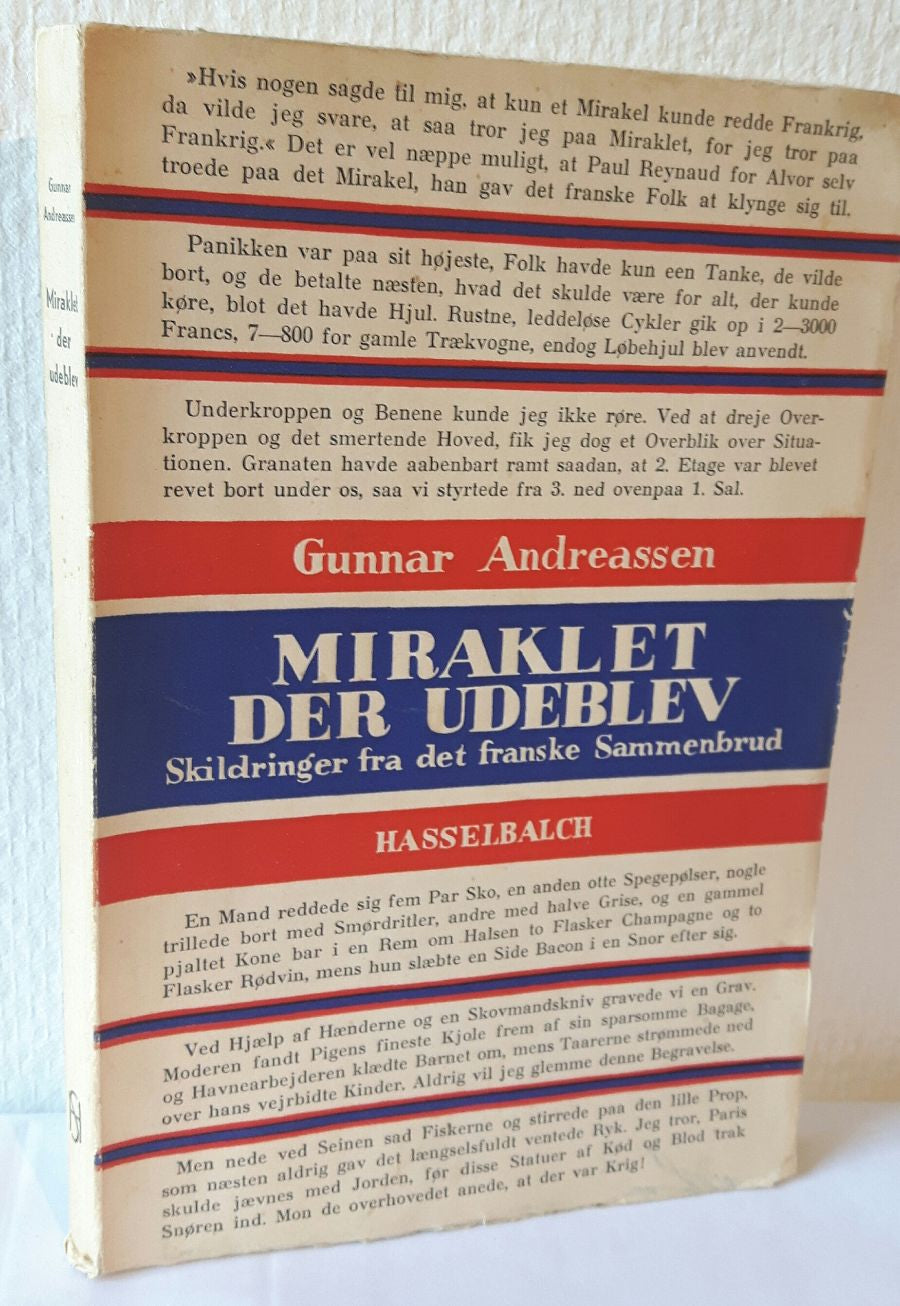 Gunnar
Andreassen
Miraklet
der
udeblev
»Hvis nogen sagde til mig, at kun et Mirakel kunde redde Frankrig,
da vilde jeg svare, at saa tror jeg paa Miraklet, for jeg tror paa
Frankrig.« Det er vel næppe muligt, at Paul Reynaud for Alvor selv
troede paa det Mirakel, han gav det franske Folk at klynge sig til.
Panikken var paa sit højeste, Folk havde kun een Tanke, de vilde
bort, og de betalte næsten, hvad det skulde være for alt, der kunde
køre, blot det havde Hjul. Rustne, leddeløse Cykler gik op i 2—3000
Francs, 7—800 for gamle Trækvogne, endog Løbehjul blev anvendt.
Underkroppen og Benene kunde jeg ikke røre. Ved at dreje Over-
kroppen og det smertende Hoved, fik jeg dog et Overblik over Situa-
tionen. Granaten havde aabenbart ramt saadan, at 2. Etage var blevet
revet bort under os, saa vi styrtede fra 3. ned ovenpaa 1. Sal.
Gunnar Andreassen
MIRAKLET
DER UDEBLEV
Skildringer fra det franske Sammenbrud
HASSELBALCH
En Mand reddede sig fem Par Sko, en anden otte Spegepølser, nogle
trillede bort med Smørdritler, andre med halve Grise, og en gammel
pjaltet Kone bar i en Rem om Halsen to Flasker Champagne og to
Flasker Rødvin, mens hun slæbte en Side Bacon i en Snor efter sig.
Ved Hjælp af Hænderne og en Skovmandskniv gravede vi en Grav.
Moderen fandt Pigens fineste Kjole frem af sin sparsomme Bagage,
og Havnearbejderen klædte Barnet om, mens Taarerne strømmede ned
over hans vejrbidte Kinder. Aldrig vil jeg glemme denne Begravelse.
Men nede ved Seinen sad Fiskerne og stirrede paa den lille Prop,
som næsten aldrig gav det længselsfuldt ventede Ryk. Jeg tror, Paris
skulde jævnes med Jorden, før disse Statuer af Kød og Blod trak
Snøren ind. Mon de overhovedet anede, at der var Krig!